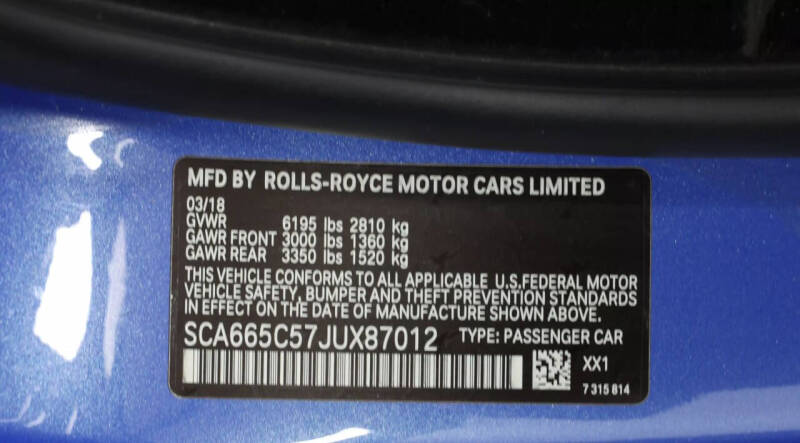 MFD BY ROLLS-ROYCE MOTOR CARS LIMITED
03/18
GVWR 6195 lbs 2810 kg
GAWR FRONT 3000 lbs 1360 kg
GAWR REAR 3350 lbs 1520 kg
THIS VEHICLE CONFORMS TO ALL APPLICABLE U.S.FEDERAL MOTOR
VEHICLE SAFETY, BUMPER AND THEFT PREVENTION STANDARDS
IN EFFECT ON THE DATE OF MANUFACTURE SHOWN ABOVE.
SCA665C57JUX87012 TYPE: PASSENGER CAR
XX1
7 315 814